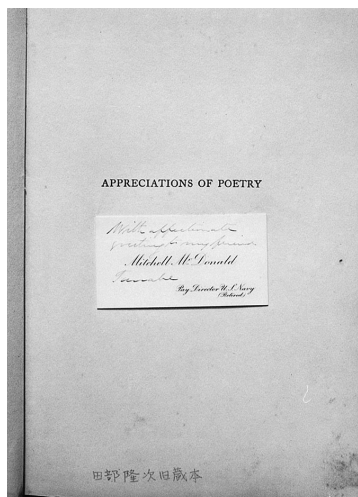 APPRECIATIONS OF POETRY
With affectionate
greetings to my friend
Mitchell McDonald
Tanabe
Pay Director U.S. Navy
(Retired)
田部隆次旧蔵本